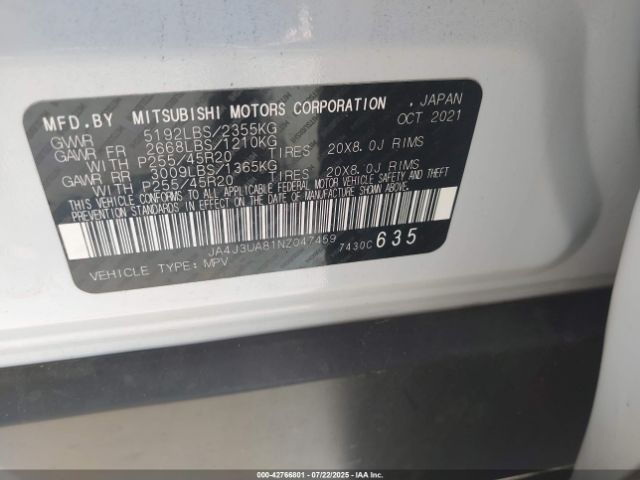 MFD.BY MITSUBISHI MOTORS CORPORATION , JAPAN
GVWR 5192LBS/2355KG OCT 2021
GAWR FR 2668LBS/1210KG
WITH P255/45R20 TIRES 20X8.0J RIMS
GAWR RR 3009LBS/1365KG
WITH P255/45R20 TIRES 20X8.0J RIMS
THIS VEHICLE CONFORMS TO ALL APPLICABLE FEDERAL MOTOR VEHICLE SAFETY AND THEFT
PREVENTION STANDARDS IN EFFECT ON THE DATE OF MANUFACTURE SHOWN ABOVE.
JA4J3UA81NZ047459 7430C 635
VEHICLE TYPE: MPV
000-42766801 - 07/22/2025 - IAAI.com